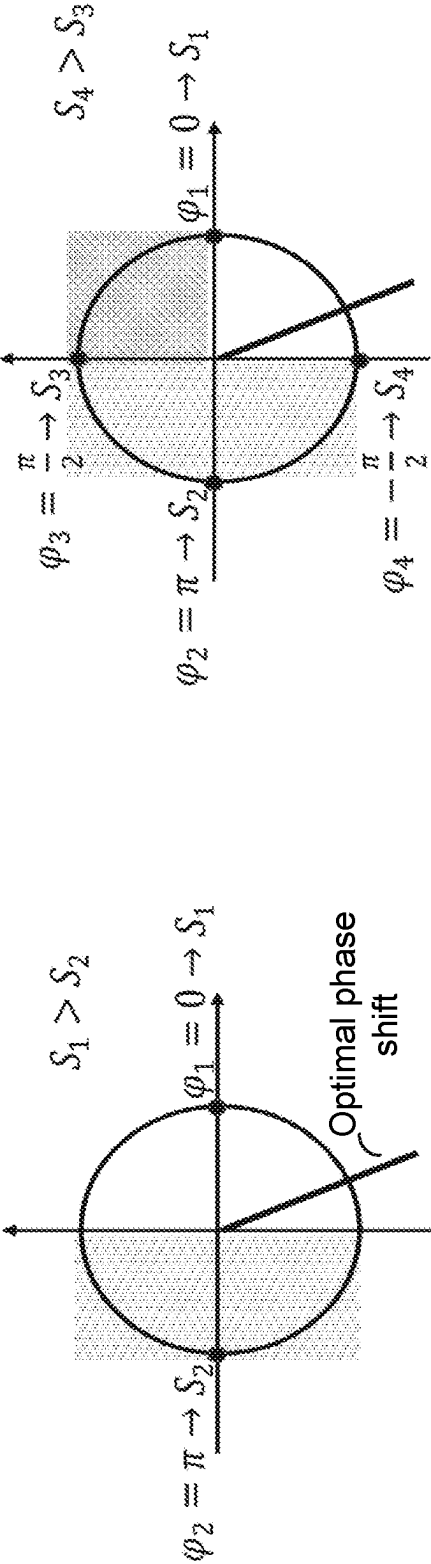 S₁ > S₂
φ₂ = π → S₂
φ₁ = 0 → S₁
Optimal phase
shift
S₄ > S₃
φ₃ = π/2 → S₃
φ₂ = π → S₂
φ₁ = 0 → S₁
φ₄ = −π/2 → S₄